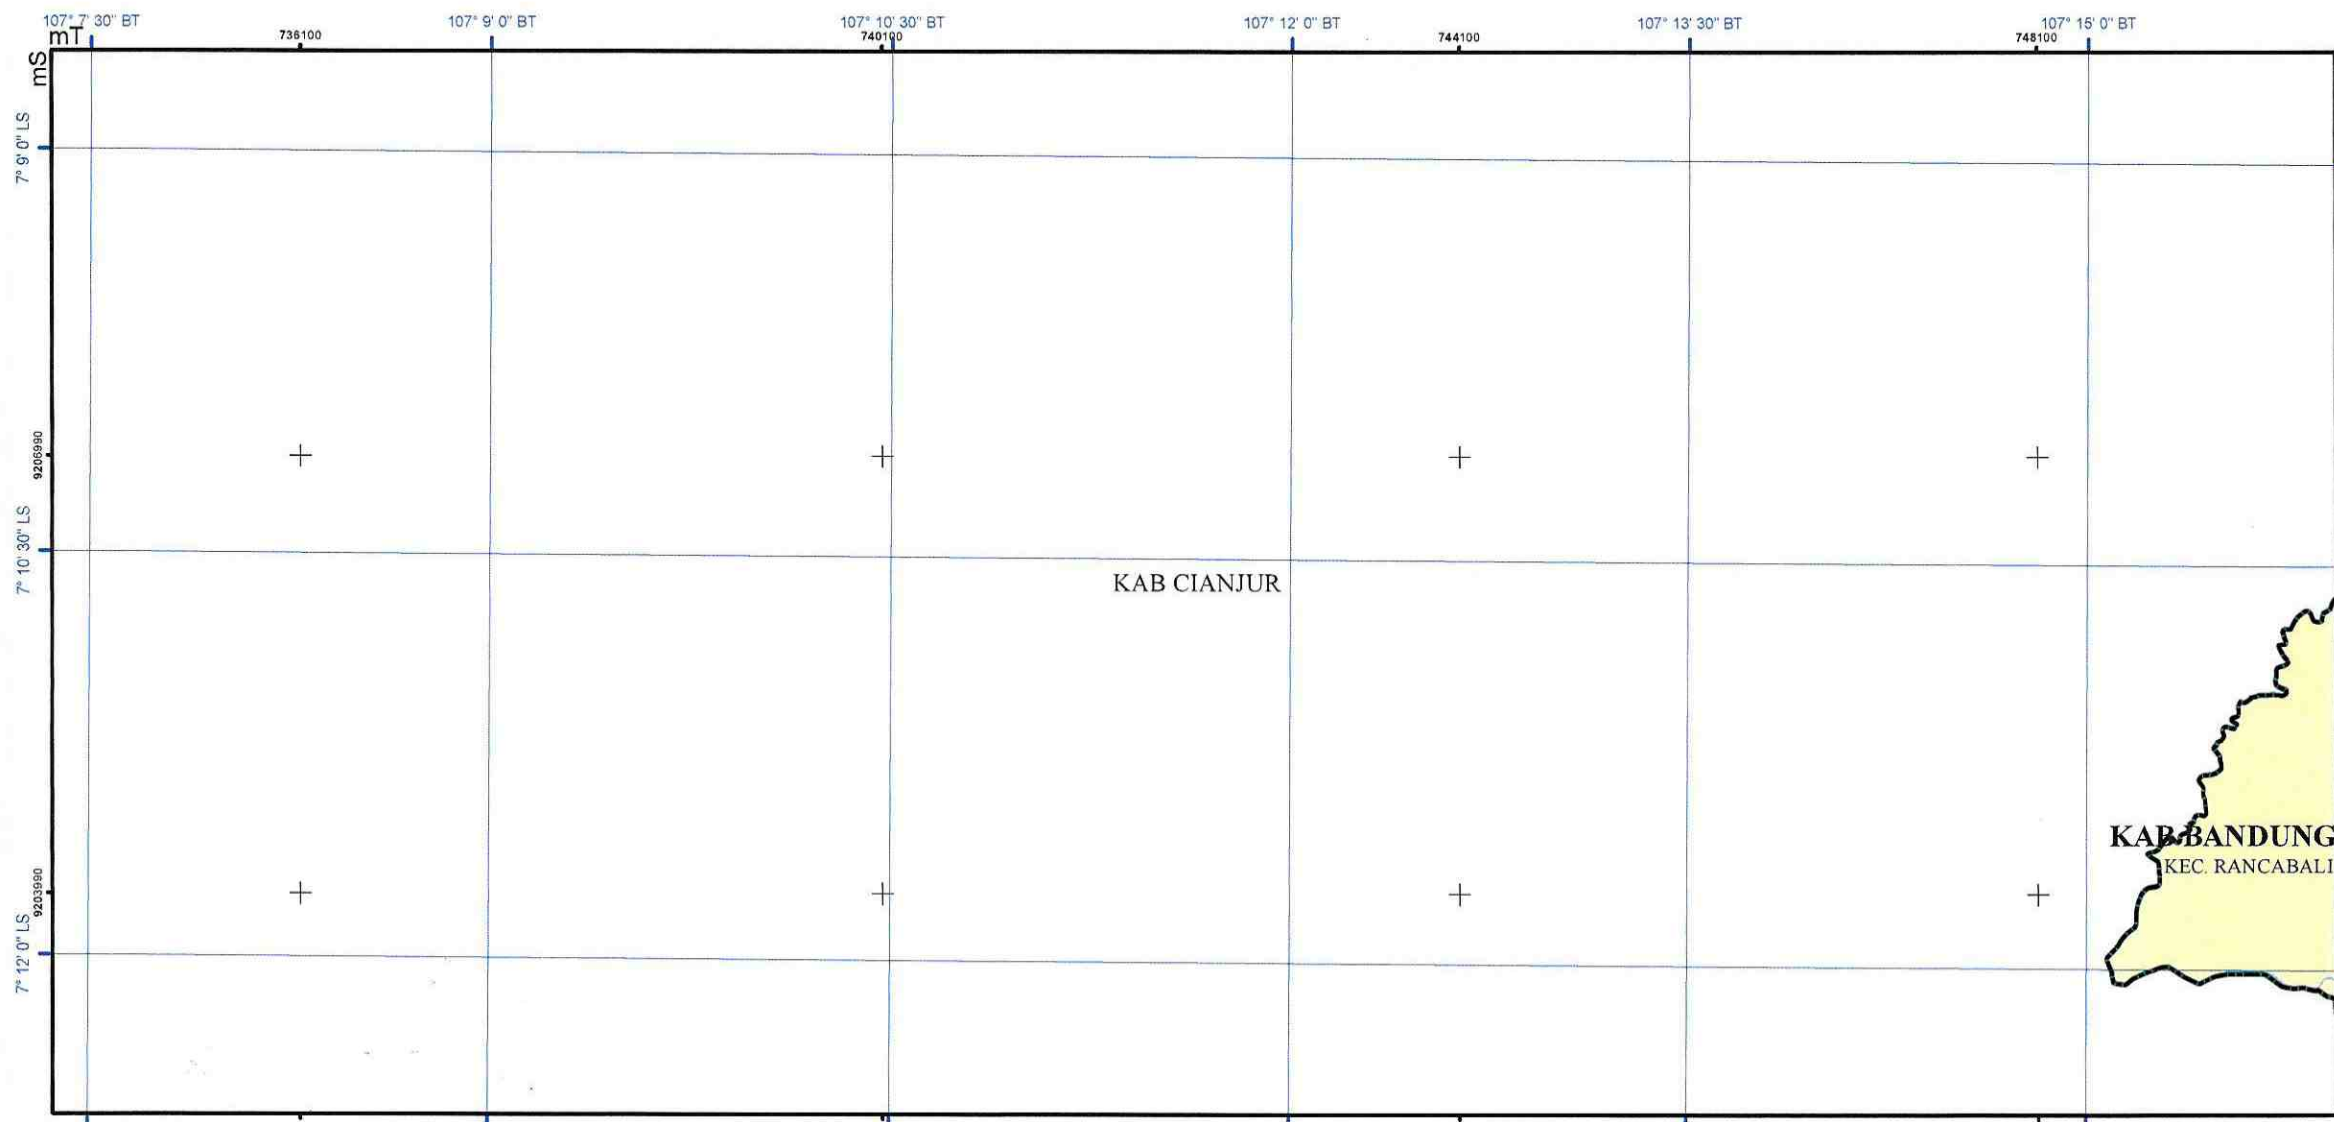 107° 7' 30" BT
107° 9' 0" BT
107° 10' 30" BT
107° 12' 0" BT
107° 13' 30" BT
107° 15' 0" BT
mT
736100
740100
744100
748100
mS
7° 9' 0" LS
9206990
7° 10' 30" LS
KAB CIANJUR
KAB BANDUNG
KEC. RANCABALI
9203990
7° 12' 0" LS